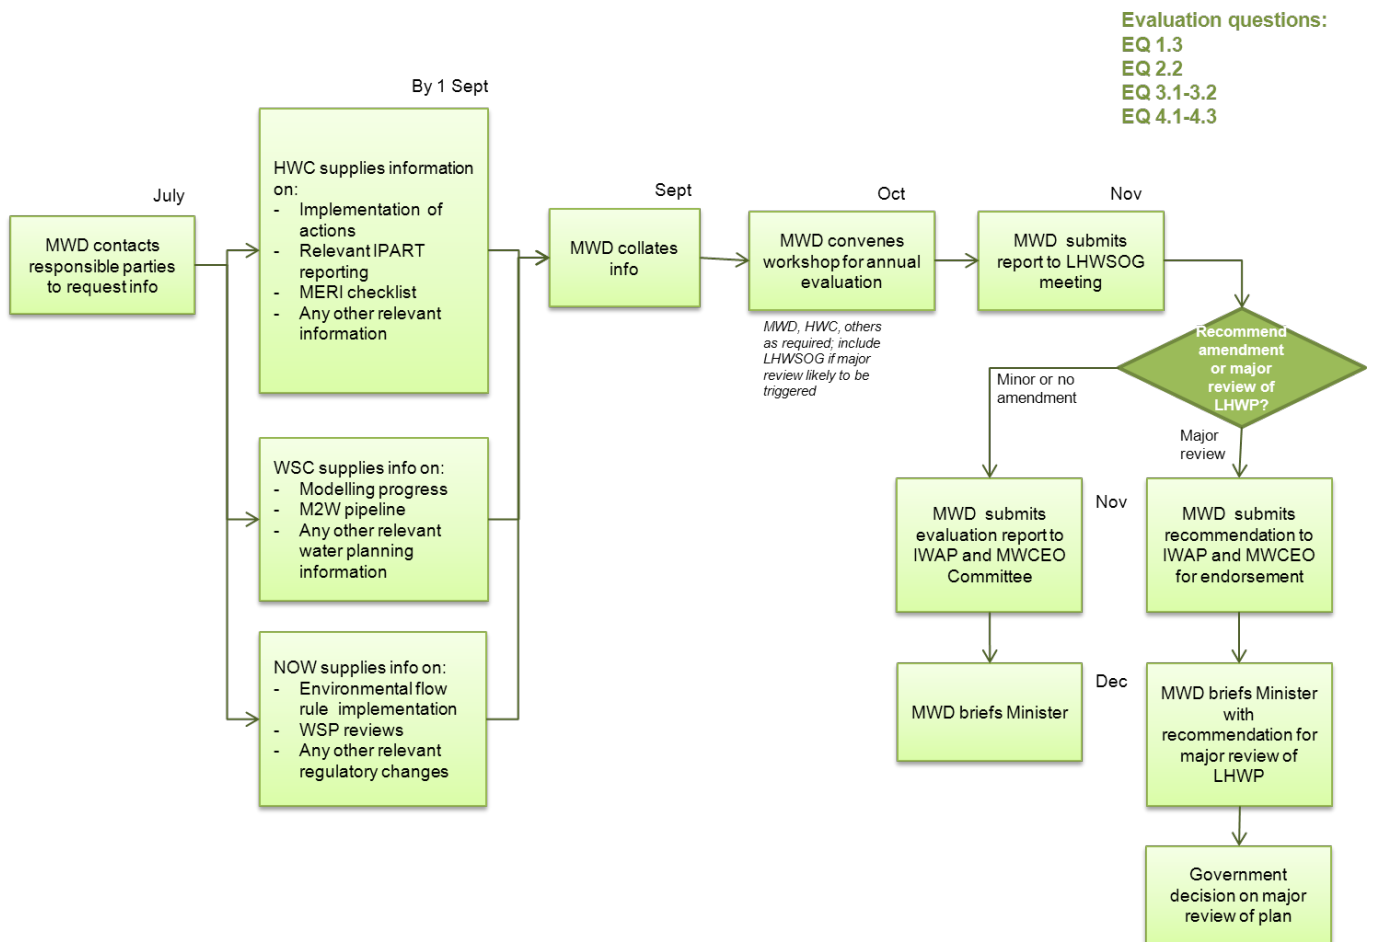 Evaluation questions:
EQ 1.3
EQ 2.2
EQ 3.1-3.2
EQ 4.1-4.3
July
MWD contacts
responsible parties
to request info
By 1 Sept
HWC supplies information
on:
- Implementation of
actions
- Relevant IPART
reporting
- MERI checklist
- Any other relevant
information
WSC supplies info on:
- Modelling progress
- M2W pipeline
- Any other relevant
water planning
information
NOW supplies info on:
- Environmental flow
rule implementation
- WSP reviews
- Any other relevant
regulatory changes
Sept
MWD collates
info
Oct
MWD convenes
workshop for annual
evaluation
MWD, HWC, others
as required; include
LHWSOG if major
review likely to be
triggered
Nov
MWD submits
report to LHWSOG
meeting
Recommend
amendment
or major
review of
LHWP?
Minor or no
amendment
Major
review
MWD submits
evaluation report to
IWAP and MWCEO
Committee
Nov
MWD submits
recommendation to
IWAP and MWCEO
for endorsement
MWD briefs Minister
Dec
MWD briefs Minister
with
recommendation for
major review of
LHWP
Government
decision on major
review of plan